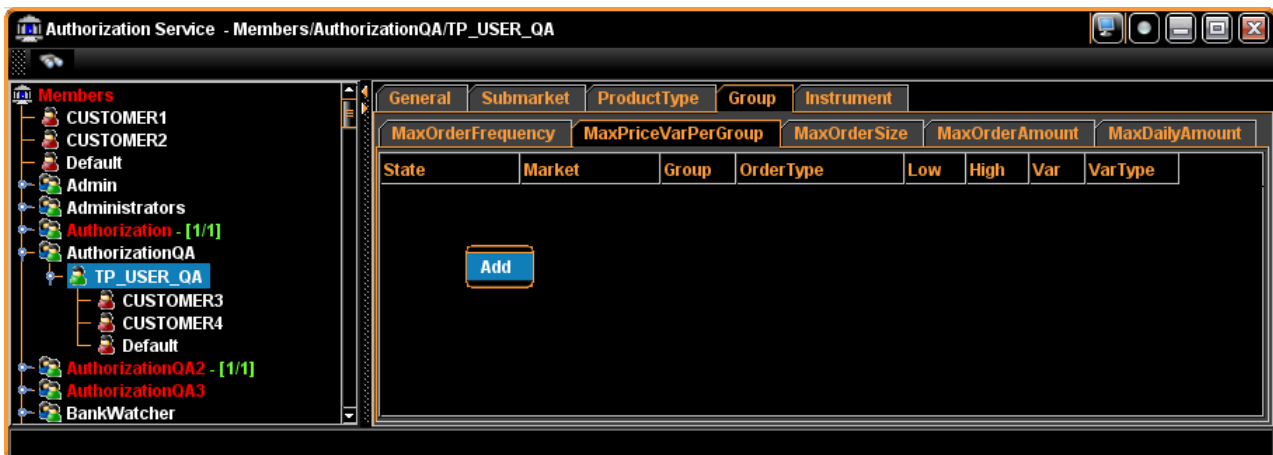 Authorization Service - Members/AuthorizationQA/TP_USER_QA
Members
CUSTOMER1
CUSTOMER2
Default
Admin
Administrators
Authorization - [1/1]
AuthorizationQA
TP_USER_QA
CUSTOMER3
CUSTOMER4
Default
AuthorizationQA2 - [1/1]
AuthorizationQA3
BankWatcher
General Submarket ProductType Group Instrument
MaxOrderFrequency MaxPriceVarPerGroup MaxOrderSize MaxOrderAmount MaxDailyAmount
State Market Group OrderType Low High Var VarType
Add